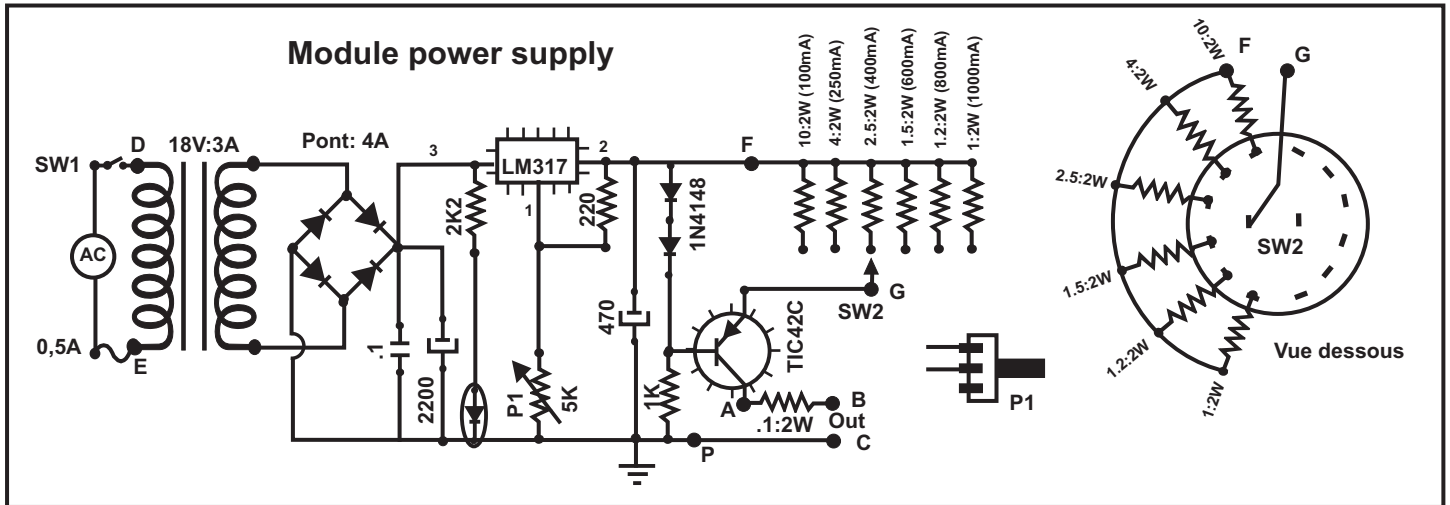 Module power supply
SW1
D
18V:3A
Pont: 4A
AC
0,5A
E
3
2K2
.1
2200
LM317
1
2
220
P1
5K
470
1N4148
1K
F
10:2W (100mA)
4:2W (250mA)
2.5:2W (400mA)
1.5:2W (600mA)
1.2:2W (800mA)
1:2W (1000mA)
G
SW2
TIC42C
A
.1:2W
B
Out
C
P
P1
10:2W
F
G
4:2W
2.5:2W
1.5:2W
1.2:2W
1:2W
SW2
Vue dessous